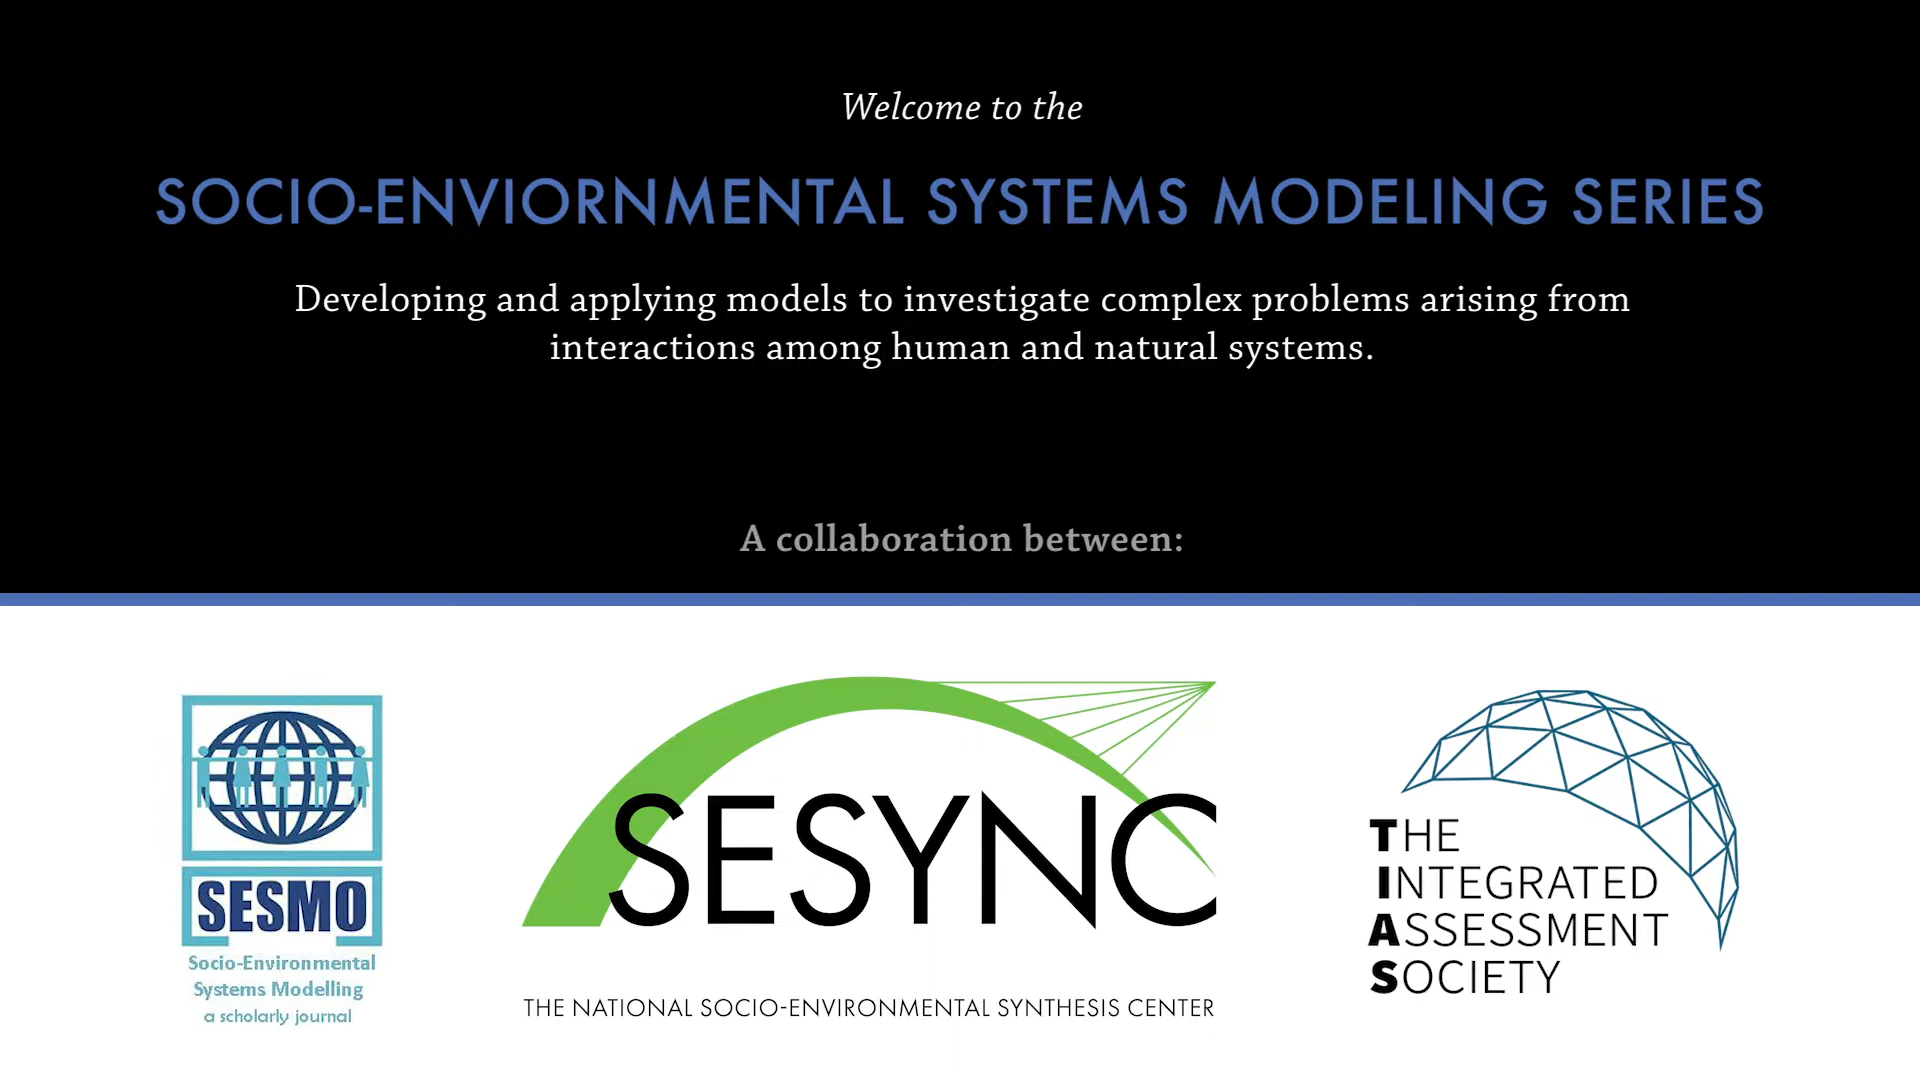 Welcome to the
SOCIO-ENVIORNMENTAL SYSTEMS MODELING SERIES
Developing and applying models to investigate complex problems arising from
interactions among human and natural systems.
A collaboration between:
SESMO
Socio-Environmental
Systems Modelling
a scholarly journal
SESYNC
THE NATIONAL SOCIO-ENVIRONMENTAL SYNTHESIS CENTER
THE
INTEGRATED
ASSESSMENT
SOCIETY